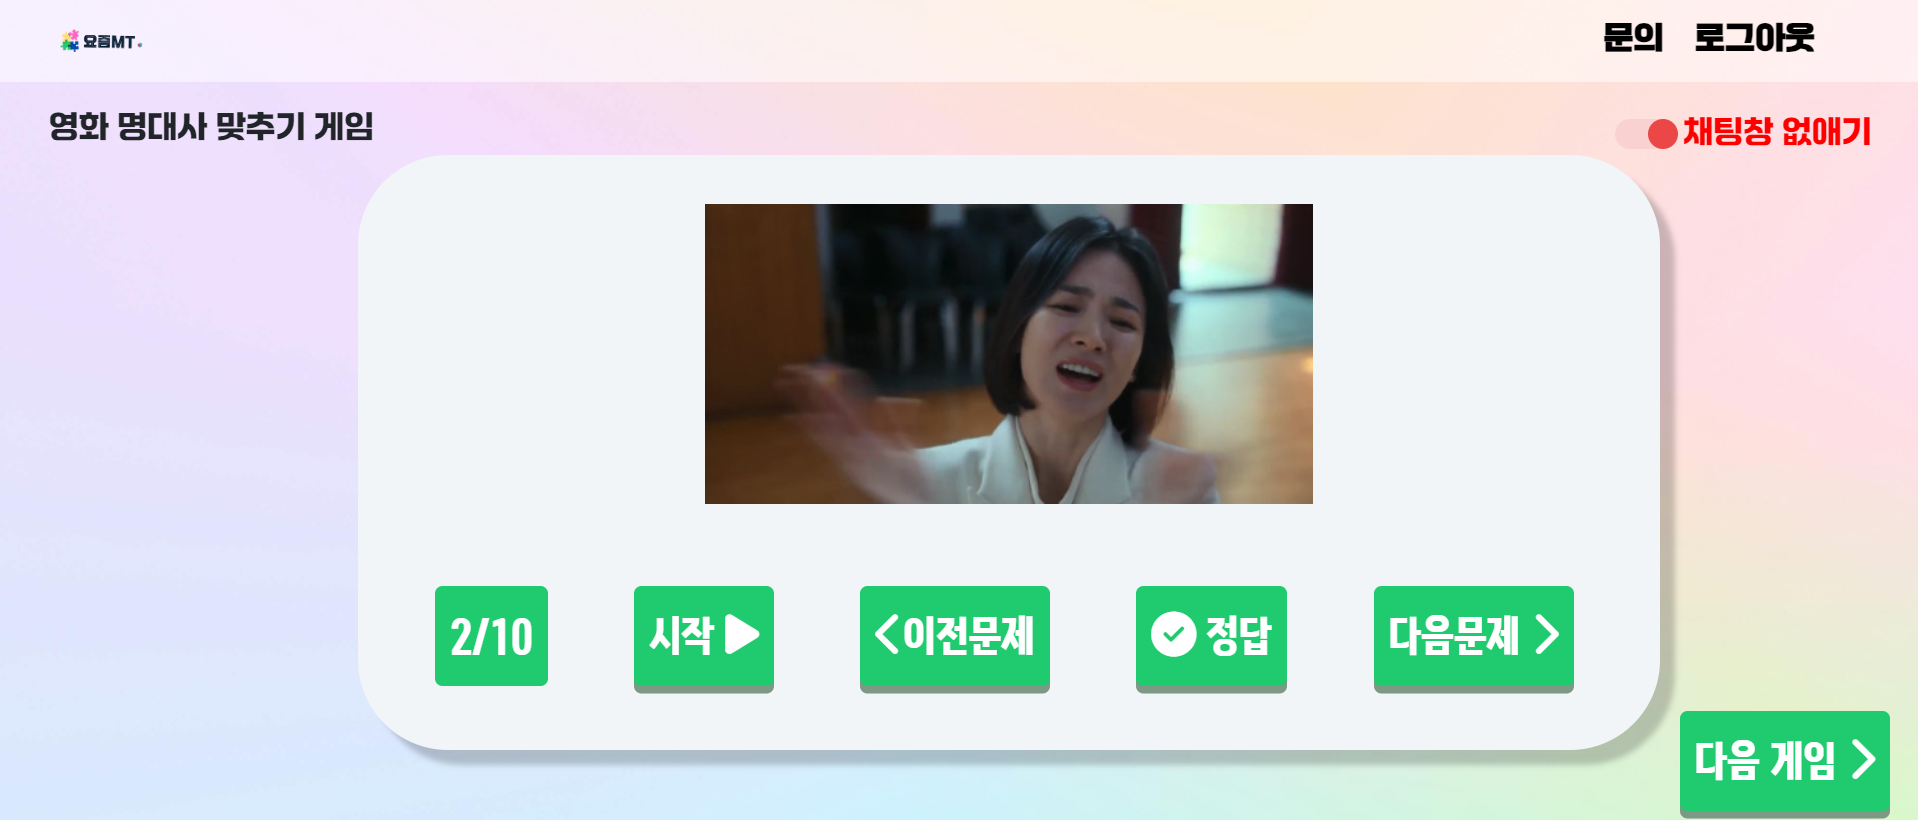 요즘MT
문의 로그아웃
영화 명대사 맞추기 게임
채팅창 없애기
2/10
시작
이전문제
정답
다음문제
다음 게임